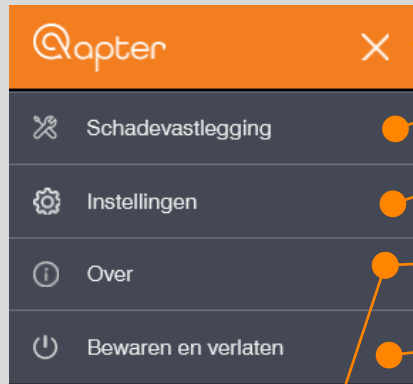 Qapter
Schadevastlegging
Instellingen
Over
Bewaren en verlaten